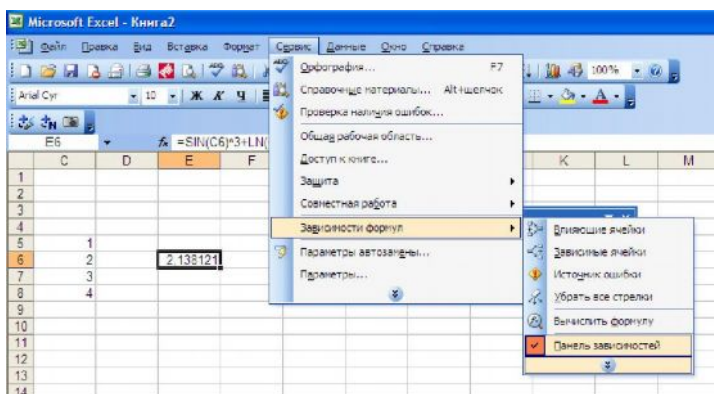 Microsoft Excel - Книга2
Файл Правка Вид Вставка Формат Сервис Данные Окно Справка
100%
Arial Cyr 10 Ж К Ч
E6 fx =SIN(C6)^3+LN(
C D E F K L M
1
2
3
4
5 1
6 2 2,138121
7 3
8 4
9
10
11
12
13
14
Орфография... F7
Справочные материалы... Alt+щелчок
Проверка наличия ошибок...
Общая рабочая область...
Доступ к книге...
Защита
Совместная работа
Зависимости формул
Параметры автозамены...
Параметры...
Влияющие ячейки
Зависимые ячейки
Источник ошибки
Убрать все стрелки
Вычислить формулу
Панель зависимостей